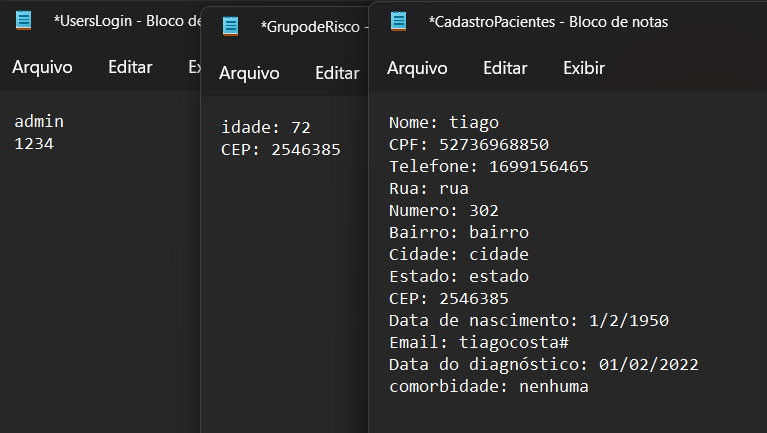 *UsersLogin - Bloco de
Arquivo Editar Ex
admin
1234
*GrupodeRisco -
Arquivo Editar
idade: 72
CEP: 2546385
*CadastroPacientes - Bloco de notas
Arquivo Editar Exibir
Nome: tiago
CPF: 52736968850
Telefone: 1699156465
Rua: rua
Numero: 302
Bairro: bairro
Cidade: cidade
Estado: estado
CEP: 2546385
Data de nascimento: 1/2/1950
Email: tiagocosta#
Data do diagnóstico: 01/02/2022
comorbidade: nenhuma